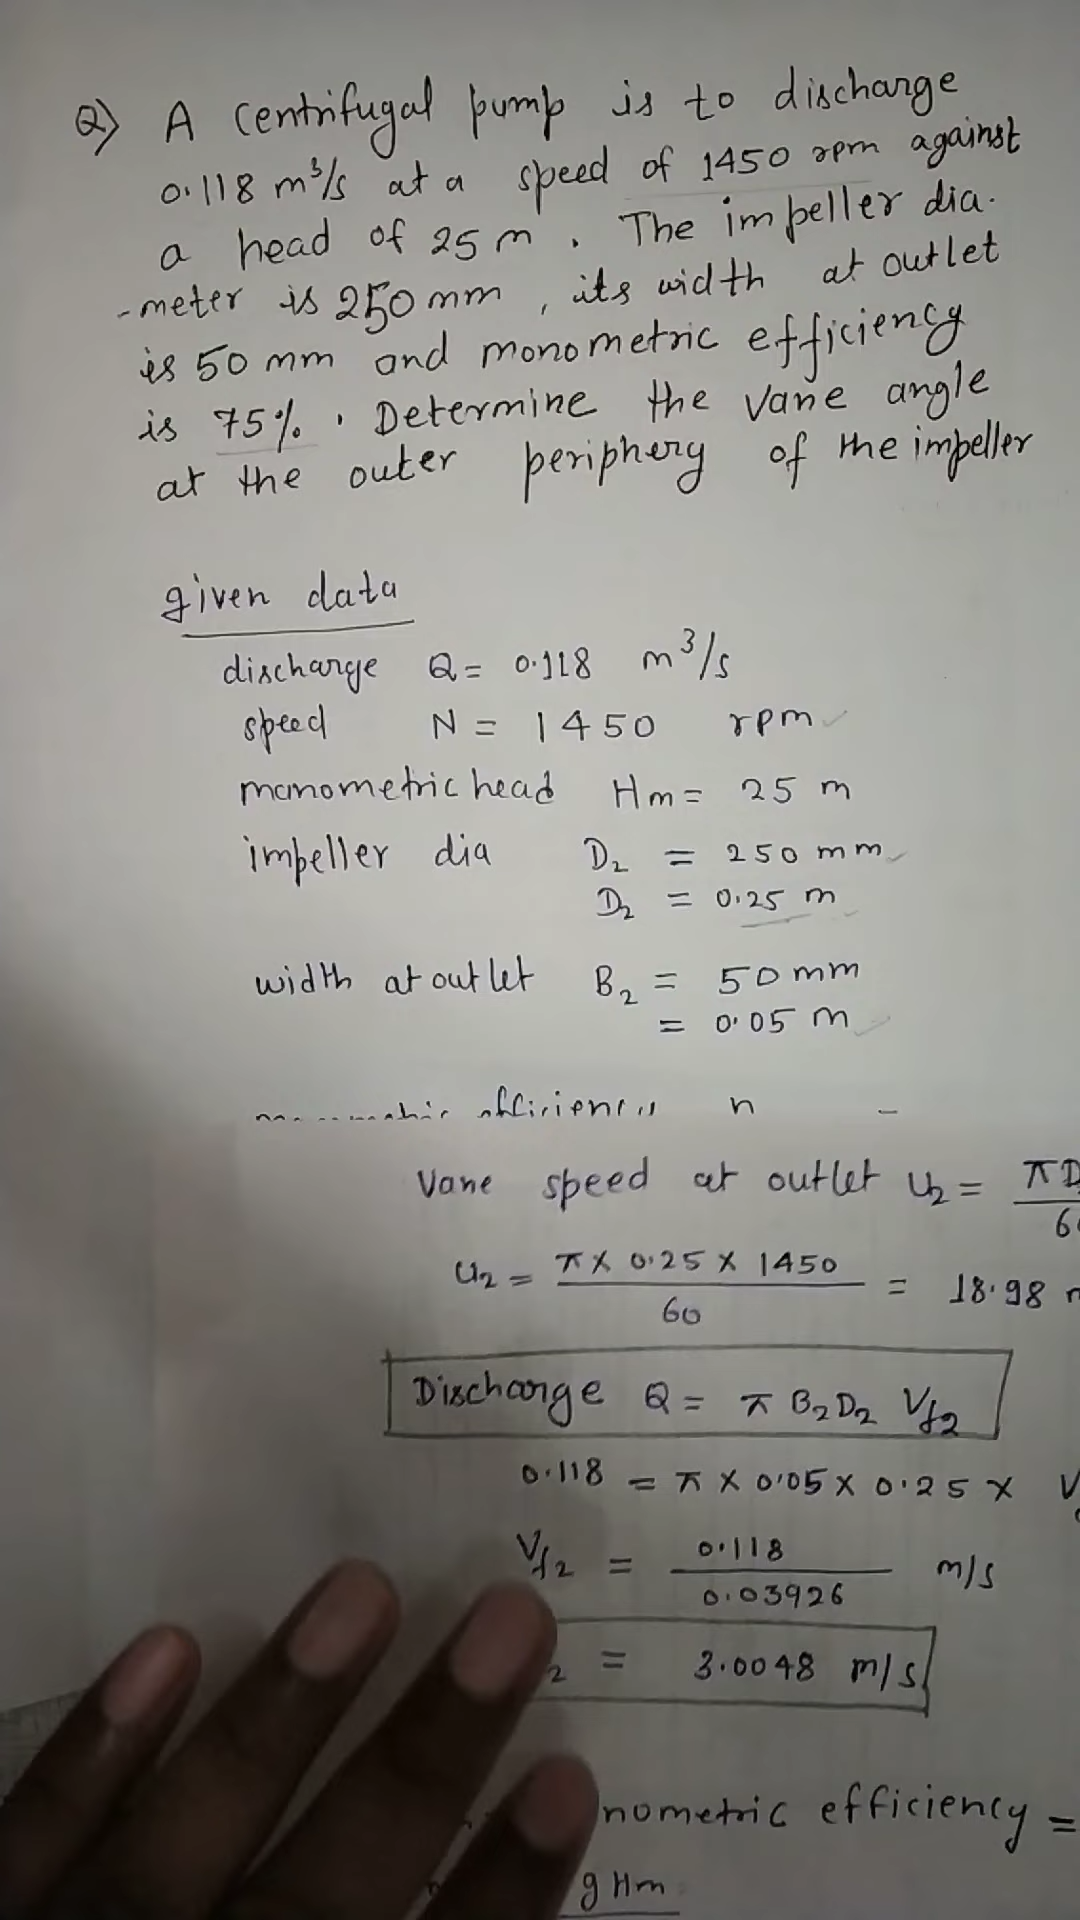 Q) A centrifugal pump is to discharge
0.118 m³/s at a speed of 1450 rpm against
a head of 25 m. The impeller dia-
-meter is 250 mm, its width at outlet
is 50 mm and monometric efficiency
is 75%. Determine the vane angle
at the outer periphery of the impeller
given data
discharge Q = 0.118 m³/s
speed N = 1450 rpm
manometric head Hm = 25 m
impeller dia D₂ = 250 mm
D₂ = 0.25 m
width at outlet B₂ = 50 mm
= 0.05 m
Vane speed at outlet u₂ =
u₂ = π × 0.25 × 1450 / 60 = 18.98
Discharge Q = π B₂ D₂ Vf₂
0.118 = π × 0.05 × 0.25 ×
Vf₂ = 0.118 / 0.03926 m/s
₂ = 3.0048 m/s
nometric efficiency =
gHm